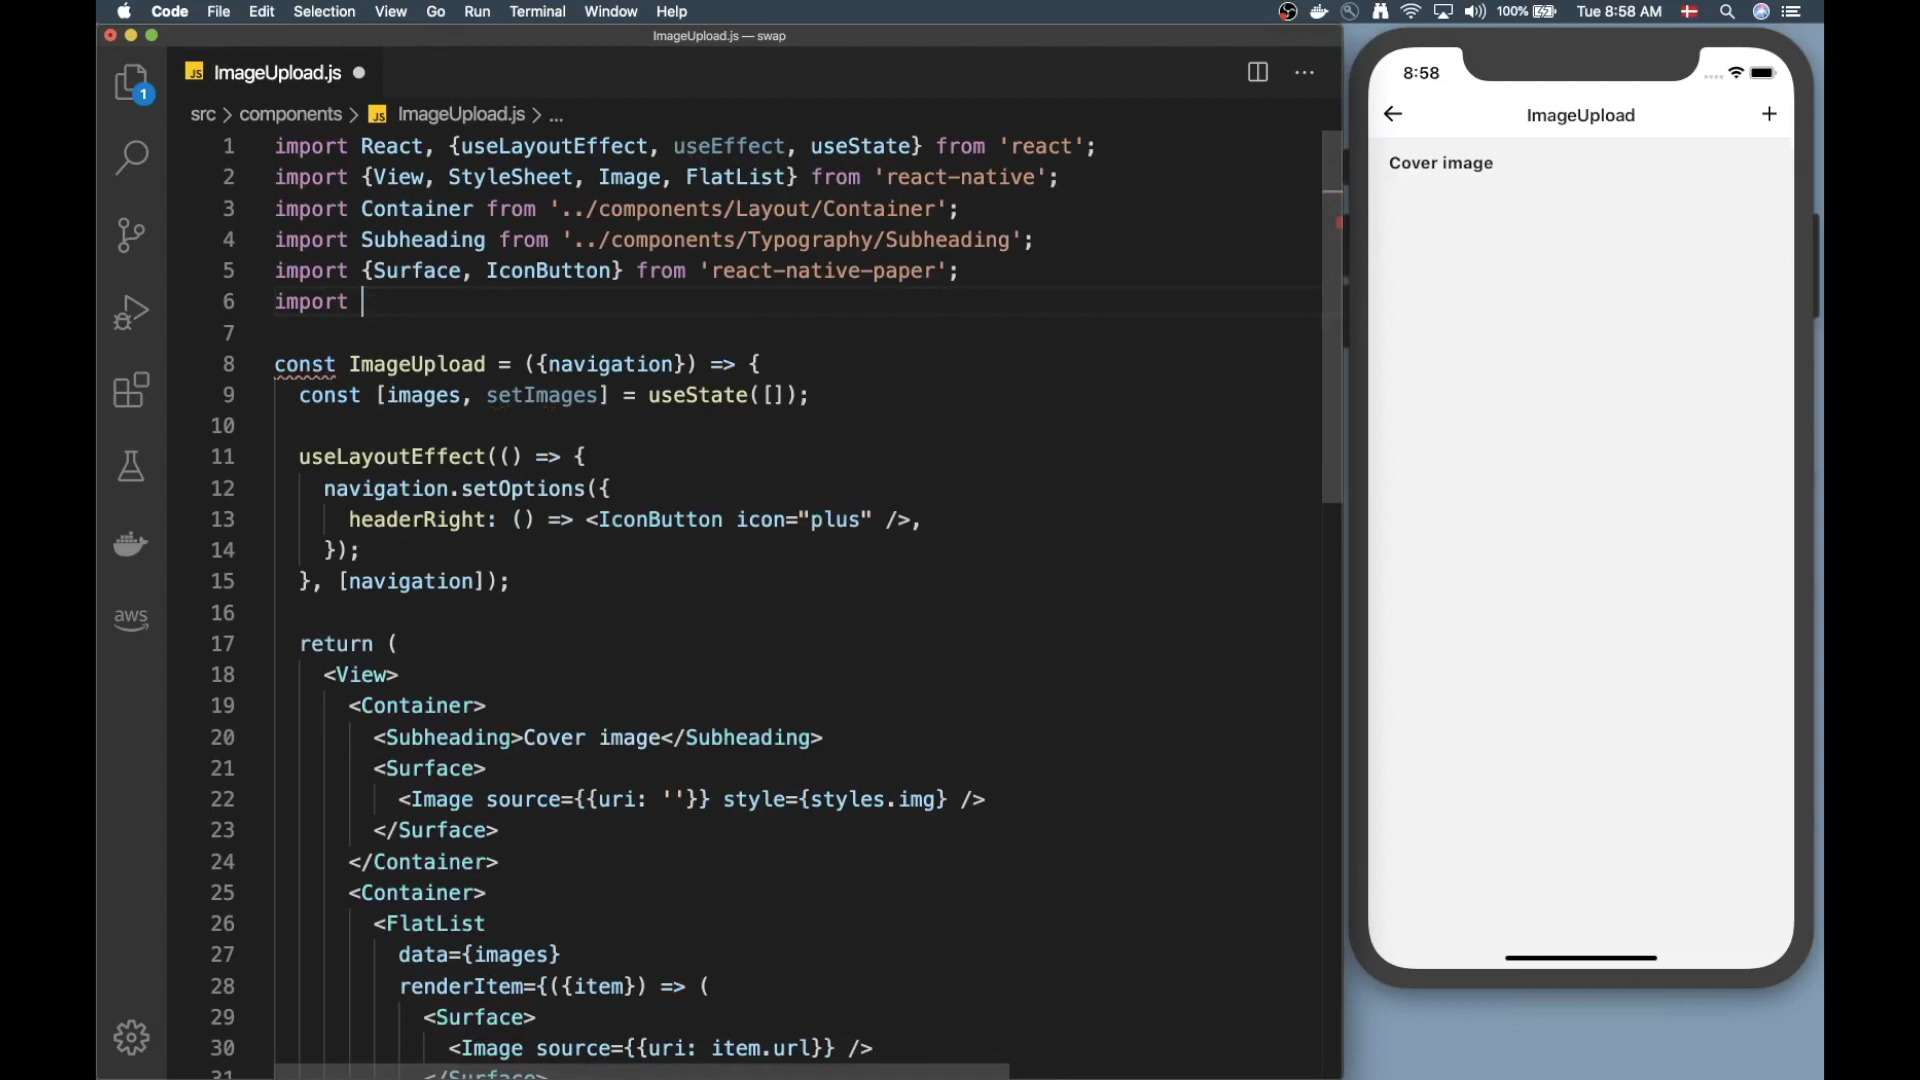 Code File Edit Selection View Go Run Terminal Window Help 100% Tue 8:58 AM
ImageUpload.js — swap
JS ImageUpload.js
src > components > JS ImageUpload.js > ...
1
aws
1 import React, {useLayoutEffect, useEffect, useState} from 'react';
2 import {View, StyleSheet, Image, FlatList} from 'react-native';
3 import Container from '../components/Layout/Container';
4 import Subheading from '../components/Typography/Subheading';
5 import {Surface, IconButton} from 'react-native-paper';
6 import
7
8 const ImageUpload = ({navigation}) => {
9 const [images, setImages] = useState([]);
10
11 useLayoutEffect(() => {
12 navigation.setOptions({
13 headerRight: () => <IconButton icon="plus" />,
14 });
15 }, [navigation]);
16
17 return (
18 <View>
19 <Container>
20 <Subheading>Cover image</Subheading>
21 <Surface>
22 <Image source={{uri: ''}} style={styles.img} />
23 </Surface>
24 </Container>
25 <Container>
26 <FlatList
27 data={images}
28 renderItem={({item}) => (
29 <Surface>
30 <Image source={{uri: item.url}} />
31 </Surface>
8:58
ImageUpload
Cover image